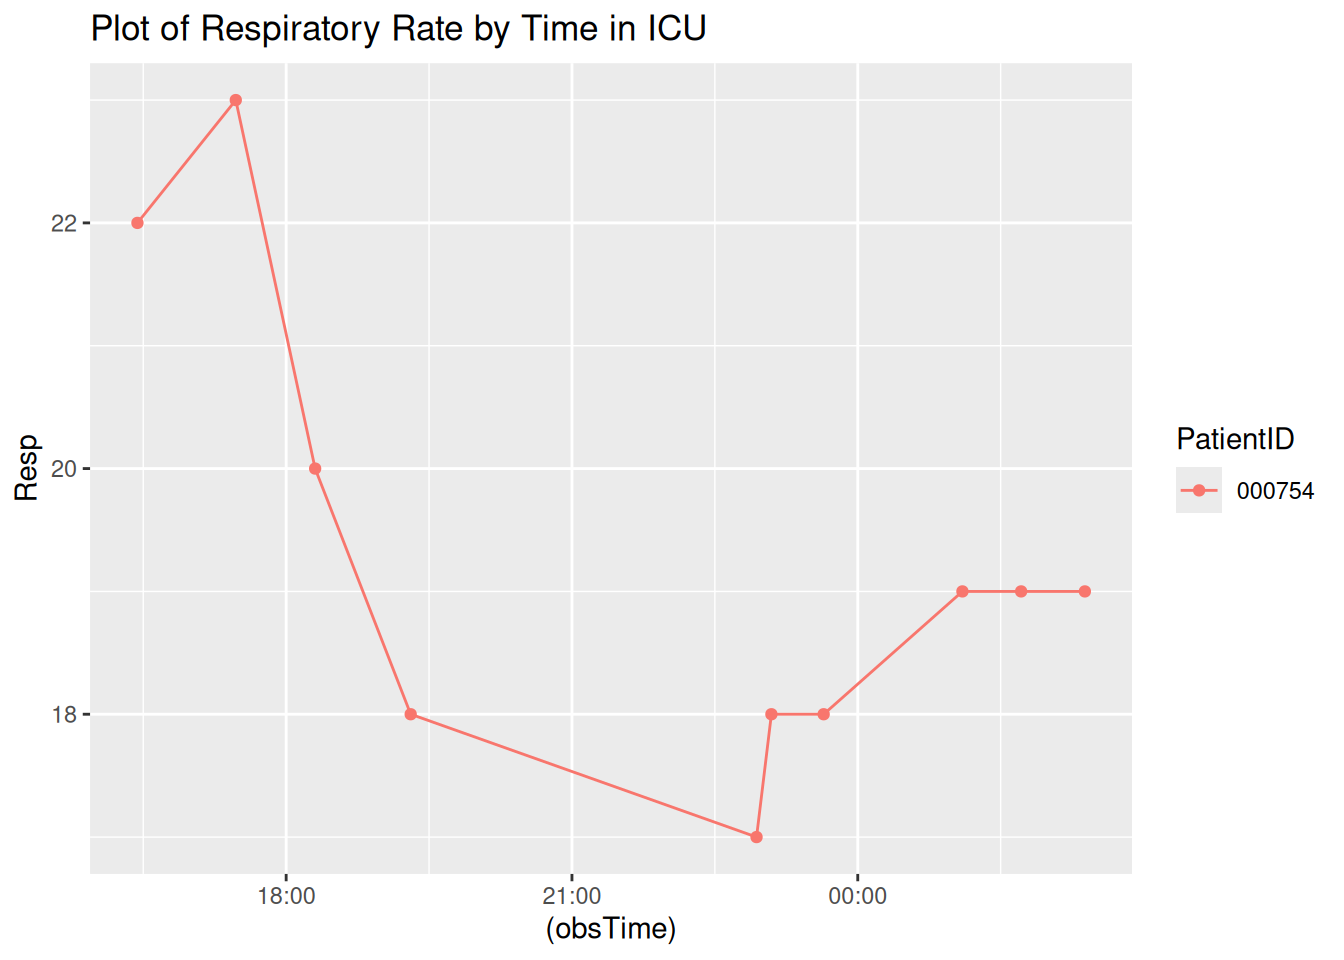 Plot of Respiratory Rate by Time in ICU
22
20
18
Resp
18:00
21:00
00:00
(obsTime)
PatientID
000754